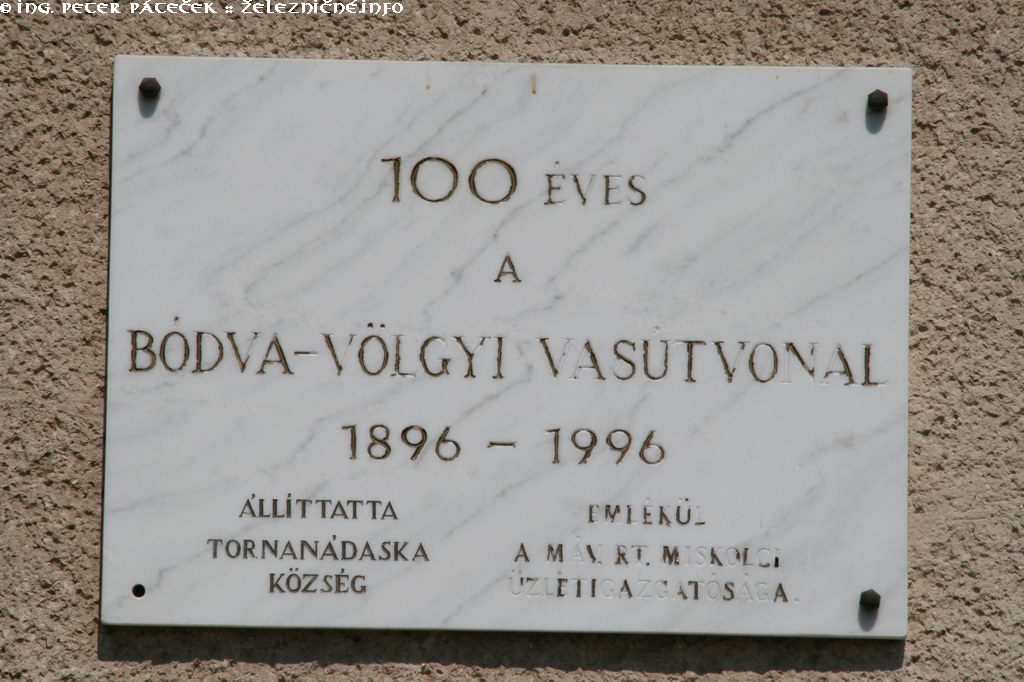 © ING. PETER PÁTEČEK :: ŽELEZNIČNÉ.INFO
100 ÉVES
A
BÓDVA-VÖLGYI VASÚTVONAL
1896 - 1996
ÁLLÍTTATTA
TORNANÁDASKA
KÖZSÉG
EMLÉKÜL
A MÁV. RT. MISKOLCI
ÜZLETIGAZGATÓSÁGA.